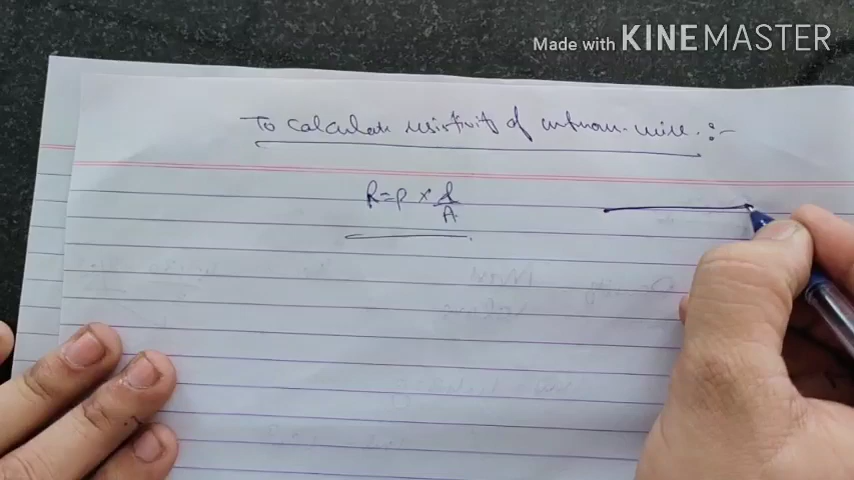 Made with KINEMASTER
To calculate resistivity of unknown wire :-
R = ρ × l/A